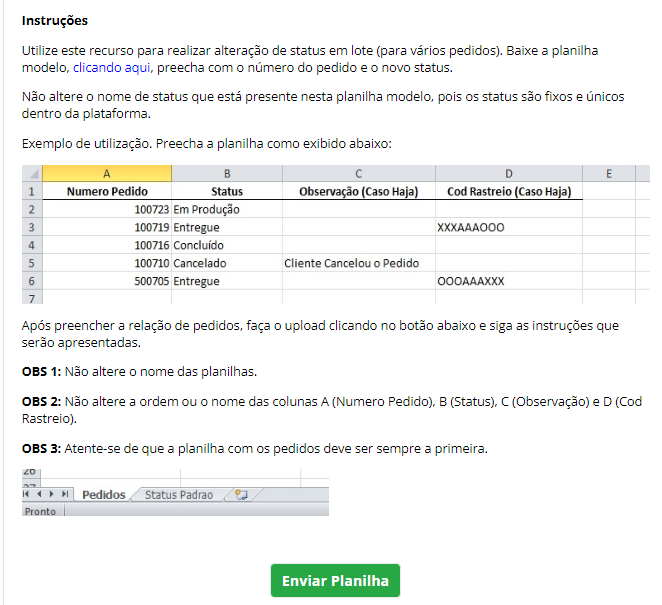 Instruções
Utilize este recurso para realizar alteração de status em lote (para vários pedidos). Baixe a planilha
modelo, clicando aqui, preecha com o número do pedido e o novo status.
Não altere o nome de status que está presente nesta planilha modelo, pois os status são fixos e únicos
dentro da plataforma.
Exemplo de utilização. Preecha a planilha como exibido abaixo:
A B C D E
1 Numero Pedido Status Observação (Caso Haja) Cod Rastreio (Caso Haja)
2 100723 Em Produção
3 100719 Entregue XXXAAAOOO
4 100716 Concluído
5 100710 Cancelado Cliente Cancelou o Pedido
6 500705 Entregue OOOAAAXXX
7
Após preencher a relação de pedidos, faça o upload clicando no botão abaixo e siga as instruções que
serão apresentadas.
OBS 1: Não altere o nome das planilhas.
OBS 2: Não altere a ordem ou o nome das colunas A (Numero Pedido), B (Status), C (Observação) e D (Cod
Rastreio).
OBS 3: Atente-se de que a planilha com os pedidos deve ser sempre a primeira.
Pedidos Status Padrao
Pronto
Enviar Planilha